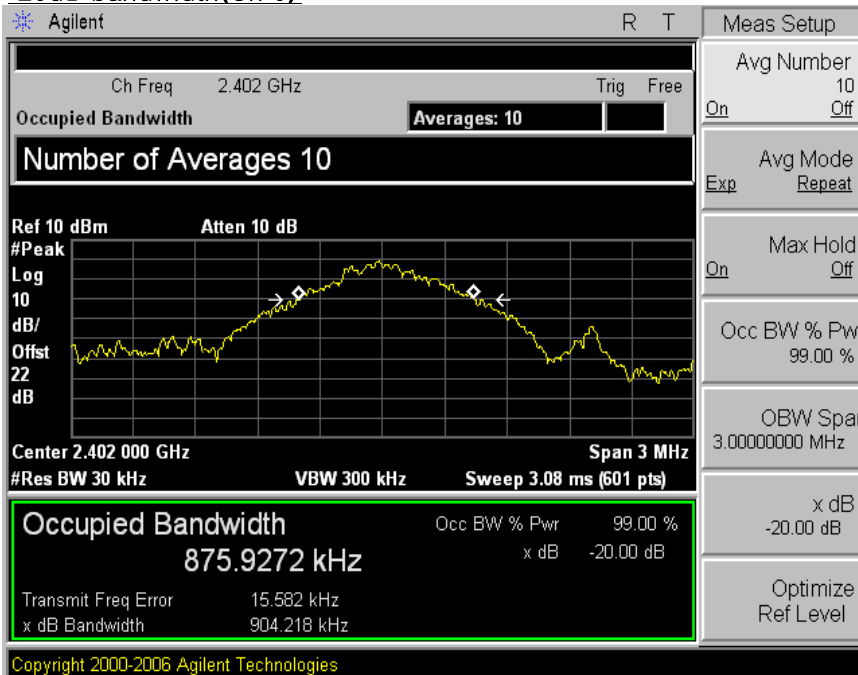 Agilent R T Meas Setup
Ch Freq 2.402 GHz Trig Free
Occupied Bandwidth Averages: 10
Number of Averages 10
Ref 10 dBm Atten 10 dB
#Peak
Log
10
dB/
Offst
22
dB
Center 2.402 000 GHz Span 3 MHz
#Res BW 30 kHz VBW 300 kHz Sweep 3.08 ms (601 pts)
Occupied Bandwidth Occ BW % Pwr 99.00 %
875.9272 kHz x dB -20.00 dB
Transmit Freq Error 15.582 kHz
x dB Bandwidth 904.218 kHz
Copyright 2000-2006 Agilent Technologies
Avg Number
10
On Off
Avg Mode
Exp Repeat
Max Hold
On Off
Occ BW % Pw
99.00 %
OBW Spa
3.00000000 MHz
x dB
-20.00 dB
Optimize
Ref Level